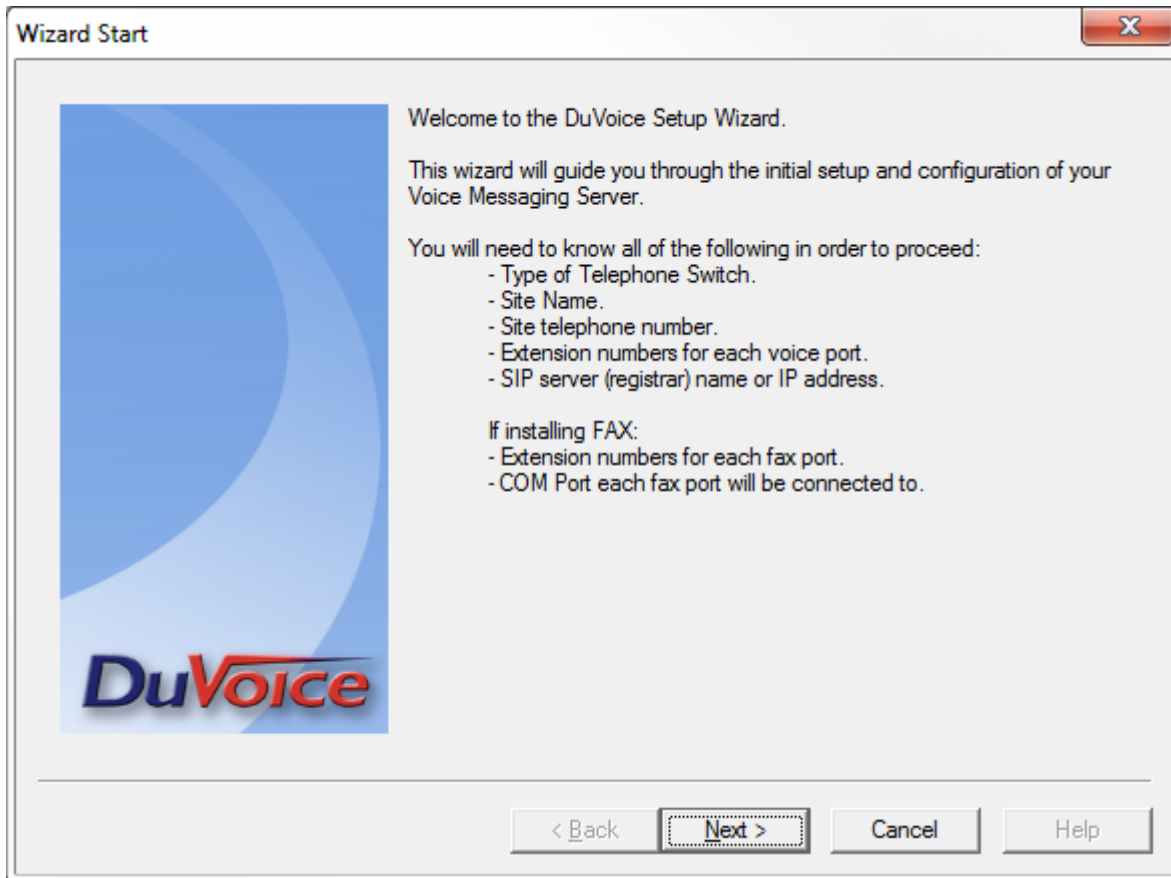 Wizard Start
Welcome to the DuVoice Setup Wizard.
This wizard will guide you through the initial setup and configuration of your
Voice Messaging Server.
You will need to know all of the following in order to proceed:
- Type of Telephone Switch.
- Site Name.
- Site telephone number.
- Extension numbers for each voice port.
- SIP server (registrar) name or IP address.
If installing FAX:
- Extension numbers for each fax port.
- COM Port each fax port will be connected to.
DuVoice
< Back
Next >
Cancel
Help